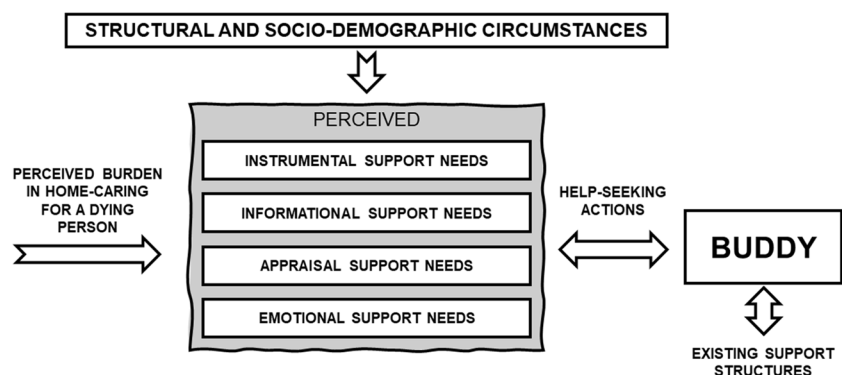 STRUCTURAL AND SOCIO-DEMOGRAPHIC CIRCUMSTANCES
PERCEIVED
INSTRUMENTAL SUPPORT NEEDS
INFORMATIONAL SUPPORT NEEDS
APPRAISAL SUPPORT NEEDS
EMOTIONAL SUPPORT NEEDS
PERCEIVED BURDEN
IN HOME-CARING
FOR A DYING
PERSON
HELP-SEEKING
ACTIONS
BUDDY
EXISTING SUPPORT
STRUCTURES